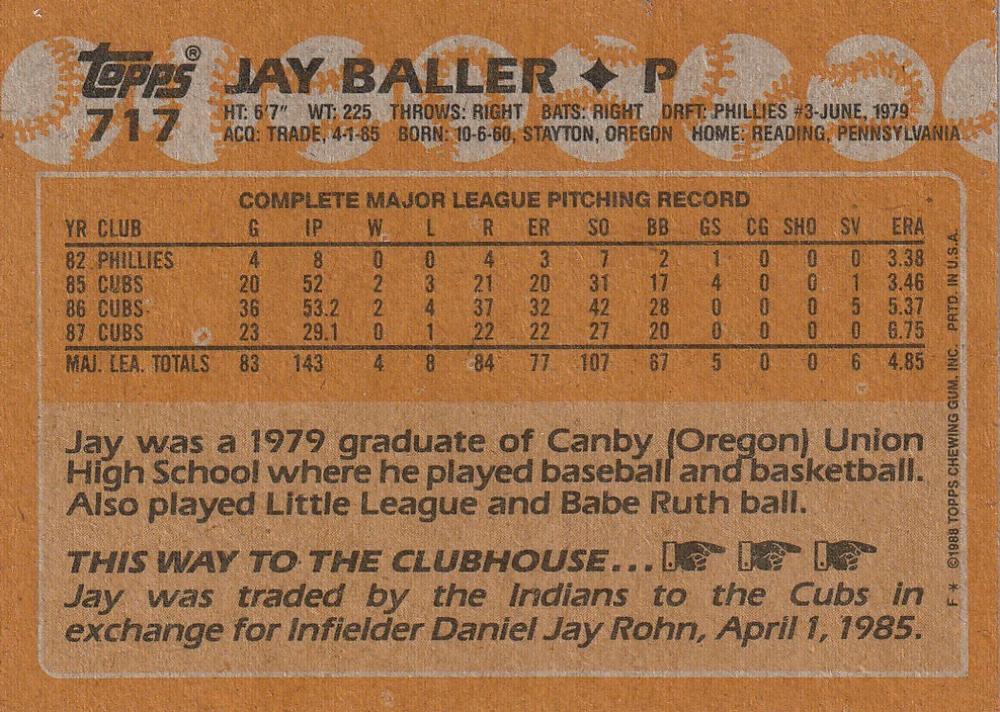 Topps®
717
JAY BALLER ✦ P
HT: 6'7" WT: 225 THROWS: RIGHT BATS: RIGHT DRFT: PHILLIES #3-JUNE, 1979
ACQ: TRADE, 4-1-85 BORN: 10-6-60, STAYTON, OREGON HOME: READING, PENNSYLVANIA
COMPLETE MAJOR LEAGUE PITCHING RECORD
YR CLUB G IP W L R ER SO BB GS CG SHO SV ERA
82 PHILLIES 4 8 0 0 4 3 7 2 1 0 0 0 3.38
85 CUBS 20 52 2 3 21 20 31 17 4 0 0 1 3.46
86 CUBS 36 53.2 2 4 37 32 42 28 0 0 0 5 5.37
87 CUBS 23 29.1 0 1 22 22 27 20 0 0 0 0 6.75
MAJ. LEA. TOTALS 83 143 4 8 84 77 107 67 5 0 0 6 4.85
Jay was a 1979 graduate of Canby (Oregon) Union
High School where he played baseball and basketball.
Also played Little League and Babe Ruth ball.
THIS WAY TO THE CLUBHOUSE...
Jay was traded by the Indians to the Cubs in
exchange for Infielder Daniel Jay Rohn, April 1, 1985.
F* ©1988 TOPPS CHEWING GUM, INC. PRTD. IN U.S.A.